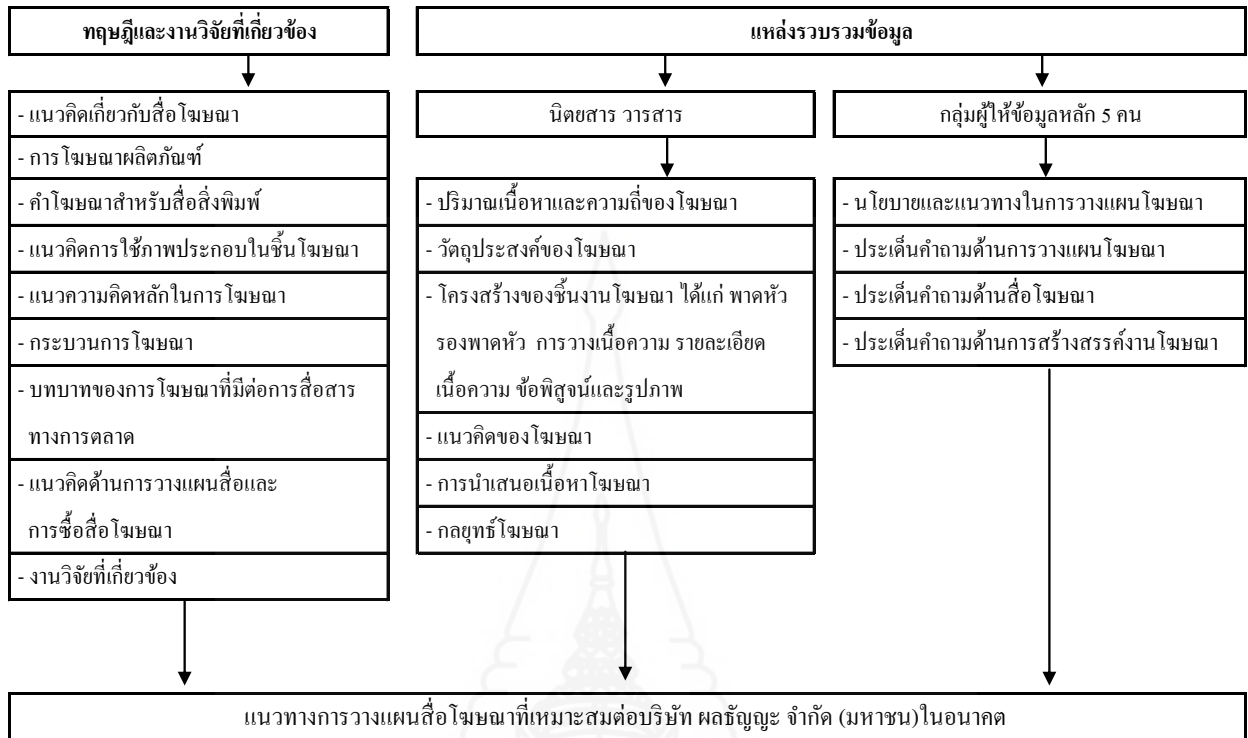 ทฤษฎีและงานวิจัยที่เกี่ยวข้อง
แหล่งรวบรวมข้อมูล
- แนวคิดเกี่ยวกับสื่อโฆษณา
- การโฆษณาผลิตภัณฑ์
- คำโฆษณาสำหรับสื่อสิ่งพิมพ์
- แนวคิดการใช้ภาพประกอบในชิ้นโฆษณา
- แนวความคิดหลักในการโฆษณา
- กระบวนการโฆษณา
- บทบาทของการโฆษณาที่มีต่อการสื่อสาร
ทางการตลาด
- แนวคิดด้านการวางแผนสื่อและ
การซื้อสื่อโฆษณา
- งานวิจัยที่เกี่ยวข้อง
นิตยสาร วารสาร
- ปริมาณเนื้อหาและความถี่ของโฆษณา
- วัตถุประสงค์ของโฆษณา
- โครงสร้างของชิ้นงานโฆษณา ได้แก่ พาดหัว
รองพาดหัว การวางเนื้อความ รายละเอียด
เนื้อความ ข้อพิสูจน์และรูปภาพ
- แนวคิดของโฆษณา
- การนำเสนอเนื้อหาโฆษณา
- กลยุทธ์โฆษณา
กลุ่มผู้ให้ข้อมูลหลัก 5 คน
- นโยบายและแนวทางในการวางแผนโฆษณา
- ประเด็นคำถามด้านการวางแผนโฆษณา
- ประเด็นคำถามด้านสื่อโฆษณา
- ประเด็นคำถามด้านการสร้างสรรค์งานโฆษณา
แนวทางการวางแผนสื่อโฆษณาที่เหมาะสมต่อบริษัท ผลธัญญะ จำกัด (มหาชน)ในอนาคต